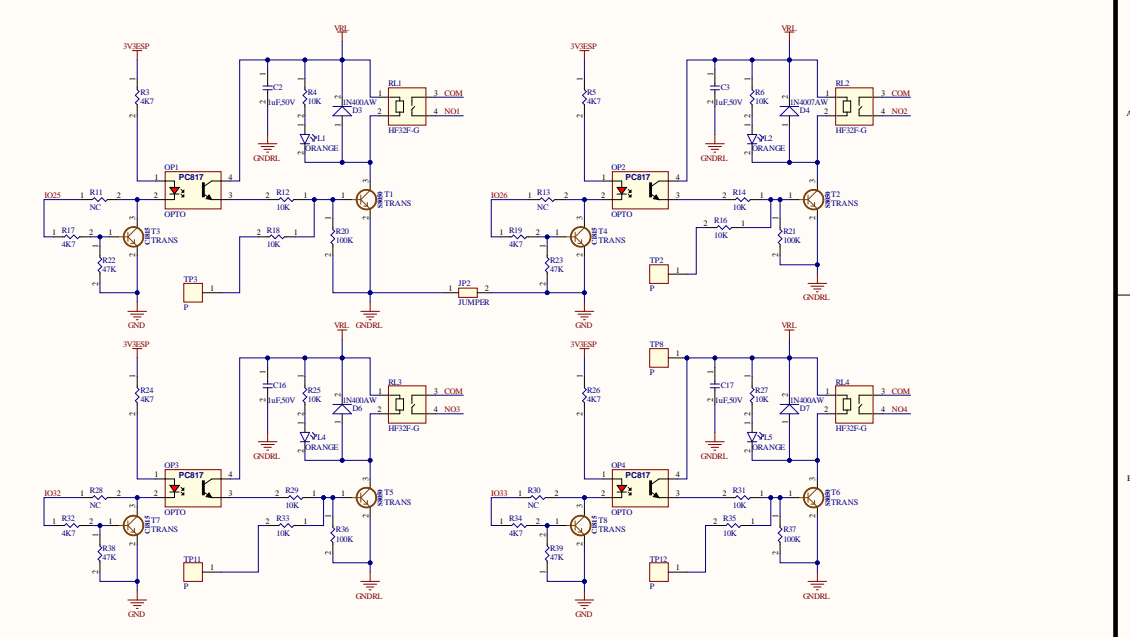 VRL
3V3ESP
R3
4K7
C2
1uF,50V
R4
10K
1N400AW
D3
RL1
COM
NO1
HF32F-G
GNDRL
ORANGE
OP1
PC817
OPTO
IO25
R11
NC
R12
10K
T1
TRANS
R17
4K7
C1815
T3
TRANS
R18
10K
R20
100K
R22
47K
TP3
P
GND
GNDRL
JP2
JUMPER
VRL
3V3ESP
R5
4K7
C3
1uF,50V
R6
10K
1N4007AW
D4
RL2
COM
NO2
HF32F-G
GNDRL
ORANGE
OP2
PC817
OPTO
IO26
R13
NC
R14
10K
T2
TRANS
R19
4K7
C1815
T4
TRANS
R16
10K
R21
100K
R23
47K
TP2
P
GND
GNDRL
VRL
3V3ESP
R24
4K7
C16
1uF,50V
R25
10K
1N400AW
D6
RL3
COM
NO3
HF32F-G
GNDRL
ORANGE
OP3
PC817
OPTO
IO32
R28
NC
R29
10K
T5
TRANS
R32
4K7
C1815
T7
TRANS
R33
10K
R36
100K
R38
47K
TP11
P
GND
GNDRL
VRL
3V3ESP
TP8
P
R26
4K7
C17
1uF,50V
R27
10K
1N400AW
D7
RL4
COM
NO4
HF32F-G
GNDRL
ORANGE
OP4
PC817
OPTO
IO33
R30
NC
R31
10K
T6
TRANS
R34
4K7
C1815
T8
TRANS
R35
10K
R37
100K
R39
47K
TP12
P
GND
GNDRL